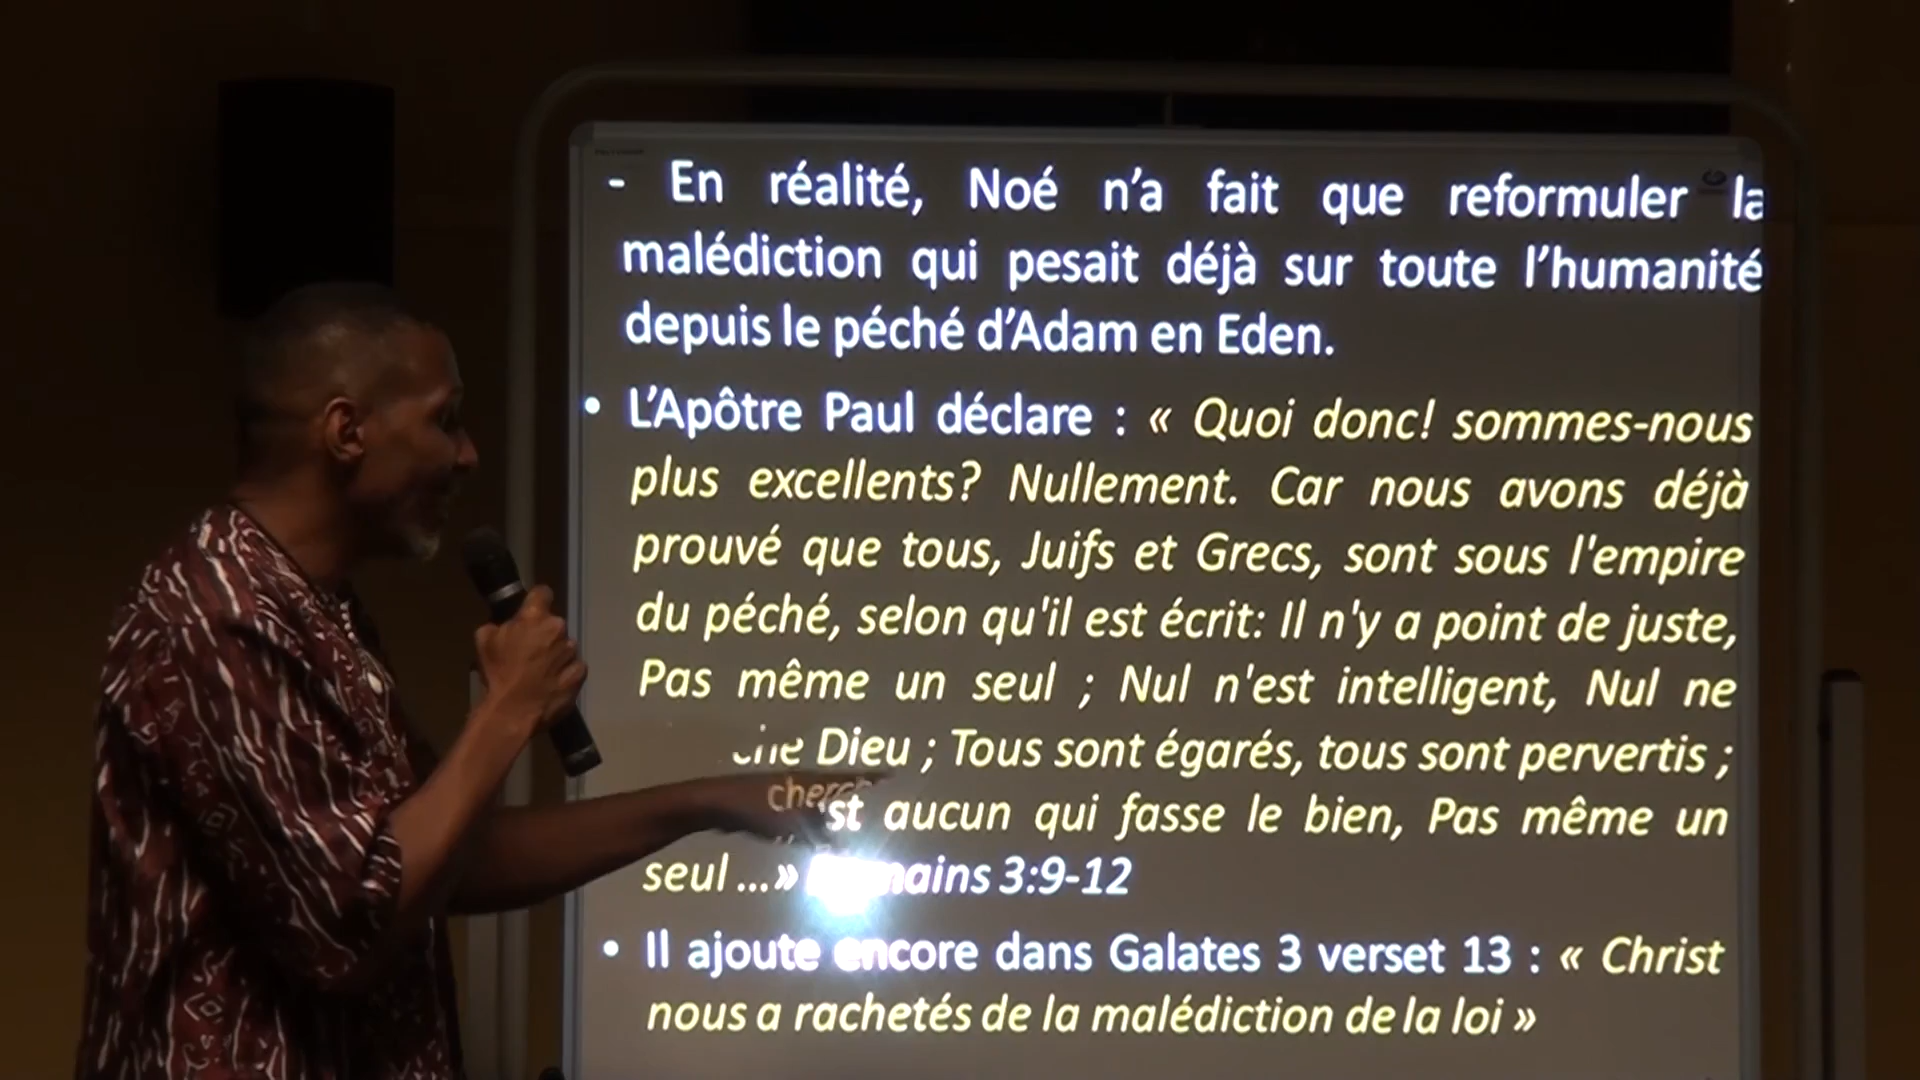 - En réalité, Noé n’a fait que reformuler la
malédiction qui pesait déjà sur toute l’humanité
depuis le péché d’Adam en Eden.
• L’Apôtre Paul déclare : « Quoi donc! sommes-nous
plus excellents? Nullement. Car nous avons déjà
prouvé que tous, Juifs et Grecs, sont sous l'empire
du péché, selon qu'il est écrit: Il n'y a point de juste,
Pas même un seul ; Nul n'est intelligent, Nul ne
Dieu ; Tous sont égarés, tous sont pervertis ;
aucun qui fasse le bien, Pas même un
seul ...» 3:9-12
• Il ajoute encore dans Galates 3 verset 13 : « Christ
nous a rachetés de la malédiction de la loi »